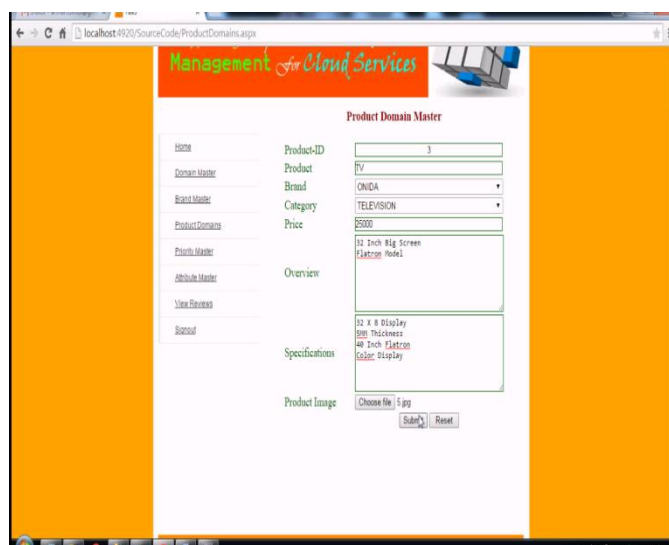 localhost:4920/SourceCode/ProductDomains.aspx
Management For Cloud Services
Product Domain Master
Home
Domain Master
Brand Master
Product Domains
Priority Master
Attribute Master
View Reviews
Signout
Product-ID 3
Product TV
Brand ONIDA
Category TELEVISION
Price 25000
Overview
32 Inch Big Screen
Flatron Model
Specifications
32 X 8 Display
5MM Thickness
40 Inch Flatron
Color Display
Product Image Choose file 5.jpg
Submit Reset